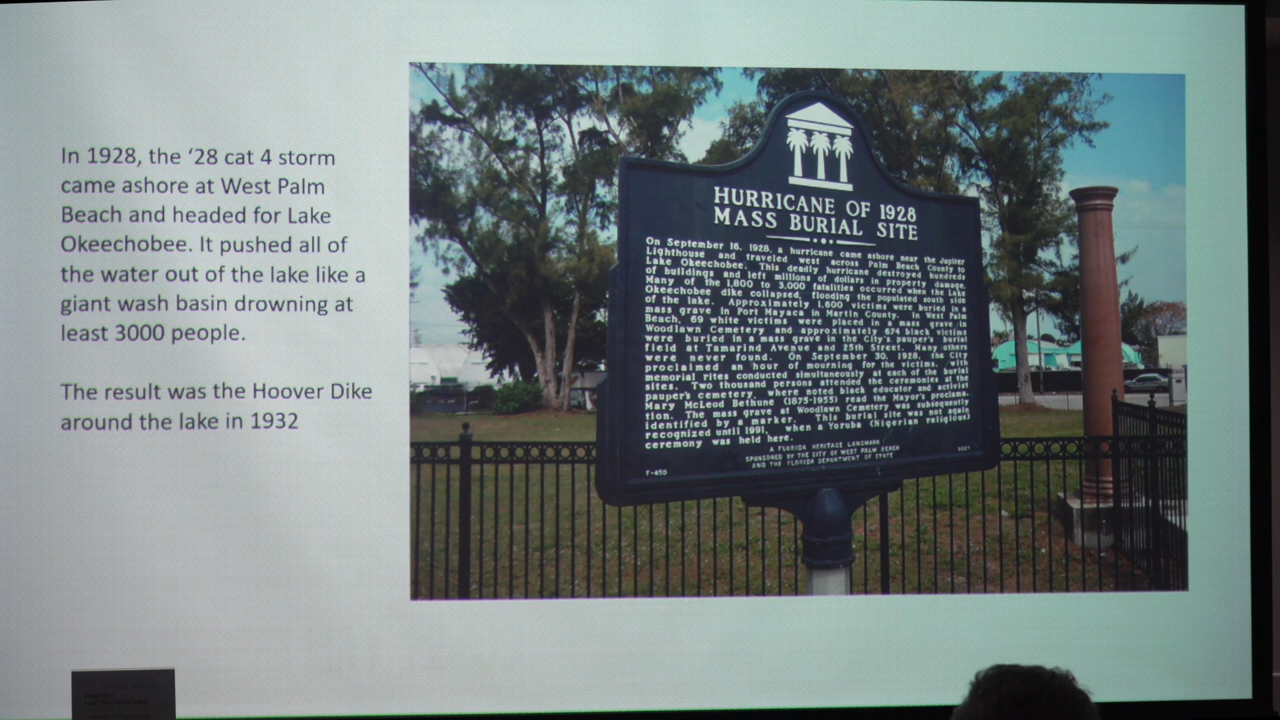 In 1928, the ‘28 cat 4 storm
came ashore at West Palm
Beach and headed for Lake
Okeechobee. It pushed all of
the water out of the lake like a
giant wash basin drowning at
least 3000 people.
The result was the Hoover Dike
around the lake in 1932
HURRICANE OF 1928
MASS BURIAL SITE
On September 16, 1928, a hurricane came ashore near the Jupiter
Lighthouse and traveled west across Palm Beach County to
Lake Okeechobee. This deadly hurricane destroyed hundreds
of buildings and left millions of dollars in property damage.
Many of the 1,800 to 3,000 fatalities occurred when the Lake
Okeechobee dike collapsed, flooding the populated south side
of the lake. Approximately 1,600 victims were buried in a
mass grave in Port Mayaca in Martin County. In West Palm
Beach, 69 white victims were placed in a mass grave in
Woodlawn Cemetery and approximately 674 black victims
were buried in a mass grave in the City's pauper's burial
field at Tamarind Avenue and 25th Street. Many others
were never found. On September 30, 1928, the City
proclaimed an hour of mourning for the victims, with
memorial rites conducted simultaneously at each of the burial
sites. Two thousand persons attended the ceremonies at the
pauper's cemetery, where noted black educator and activist
Mary McLeod Bethune (1875-1955) read the Mayor's proclama-
tion. The mass grave at Woodlawn Cemetery was subsequently
identified by a marker. This burial site was not again
recognized until 1991, when a Yoruba (Nigerian religious)
ceremony was held here.
A FLORIDA HERITAGE LANDMARK
SPONSORED BY THE CITY OF WEST PALM BEACH
AND THE FLORIDA DEPARTMENT OF STATE
F-450